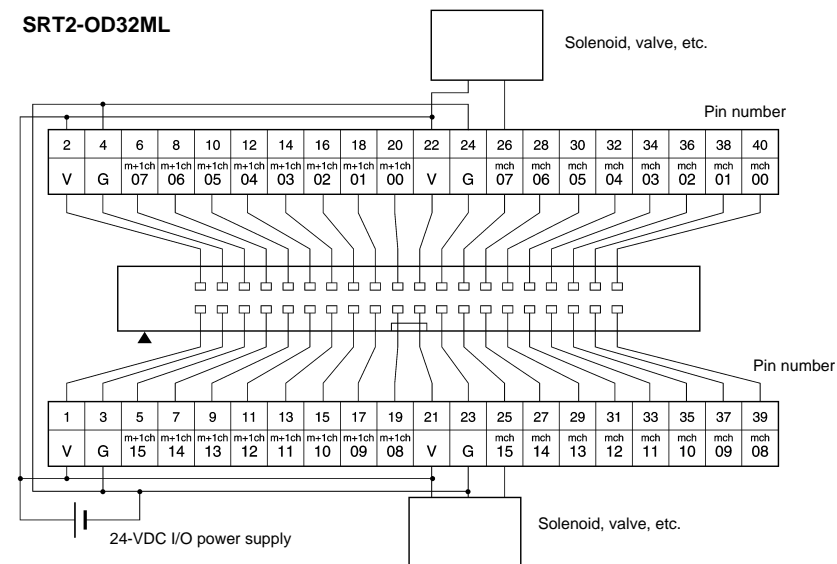 SRT2-OD32ML
Solenoid, valve, etc.
Pin number
2 4 6 8 10 12 14 16 18 20 22 24 26 28 30 32 34 36 38 40
V G m+1ch 07 m+1ch 06 m+1ch 05 m+1ch 04 m+1ch 03 m+1ch 02 m+1ch 01 m+1ch 00 V G mch 07 mch 06 mch 05 mch 04 mch 03 mch 02 mch 01 mch 00
Pin number
1 3 5 7 9 11 13 15 17 19 21 23 25 27 29 31 33 35 37 39
V G m+1ch 15 m+1ch 14 m+1ch 13 m+1ch 12 m+1ch 11 m+1ch 10 m+1ch 09 m+1ch 08 V G mch 15 mch 14 mch 13 mch 12 mch 11 mch 10 mch 09 mch 08
Solenoid, valve, etc.
24-VDC I/O power supply